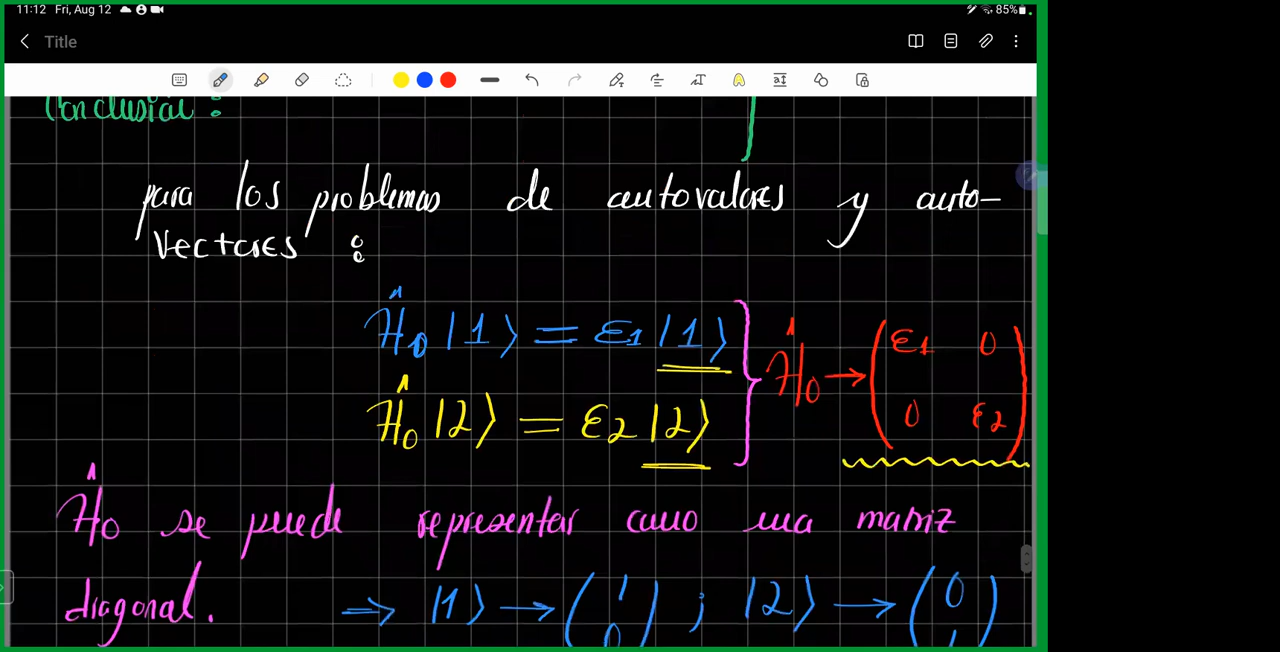 11:12 Fri, Aug 12
85%
Title
Conclusión :
para los problemas de autovalores y auto-
vectores :
Ĥ₀ |1⟩ = ε₁ |1⟩
Ĥ₀ |2⟩ = ε₂ |2⟩
Ĥ₀ → (ε₁ 0
0 ε₂)
Ĥ₀ se puede representar como una matriz
diagonal. ⇒ |1⟩ → (1 0) ; |2⟩ → (0 1)